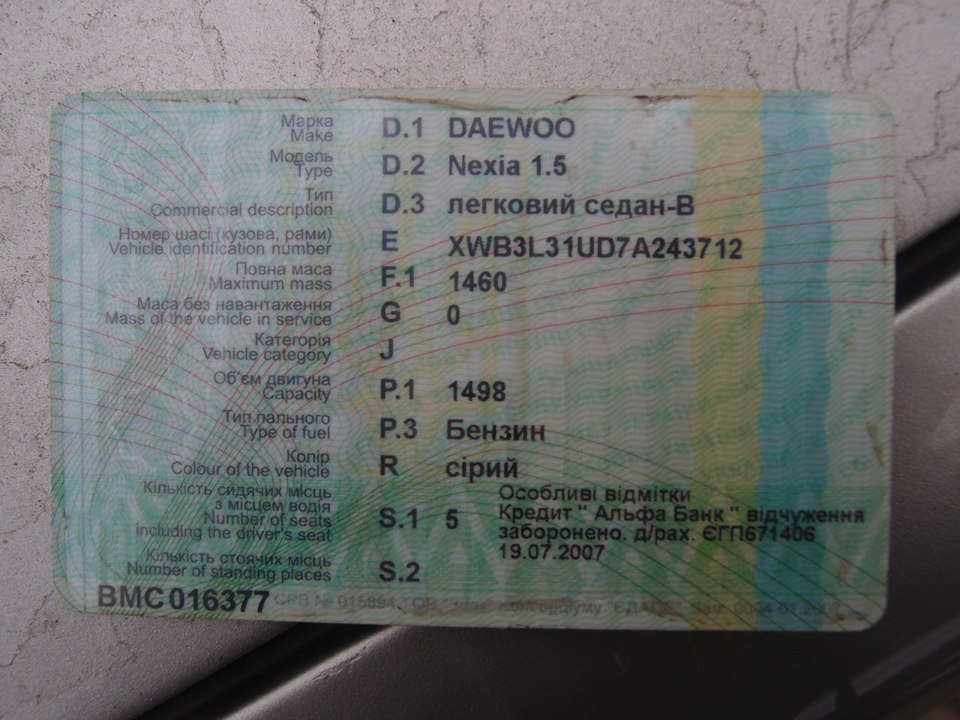 Марка
Make D.1 DAEWOO
Модель
Type D.2 Nexia 1.5
Тип
Commercial description D.3 легковий седан-В
Номер шасі (кузова, рами)
Vehicle identification number E XWB3L31UD7A243712
Повна маса
Maximum mass F.1 1460
Маса без навантаження
Mass of the vehicle in service G 0
Категорія
Vehicle category J
Об'єм двигуна
Capacity P.1 1498
Тип пального
Type of fuel P.3 Бензин
Колір
Colour of the vehicle R сірий
Кількість сидячих місць
з місцем водія
Number of seats
including the driver's seat S.1 5
Особливі відмітки
Кредит " Альфа Банк " відчуження
заборонено. д/рах. ЄГП671406
19.07.2007
Кількість стоячих місць
Number of standing places S.2
ВМС 016377
№ 015894, ТОВ консорціуму "ЄДАПС"